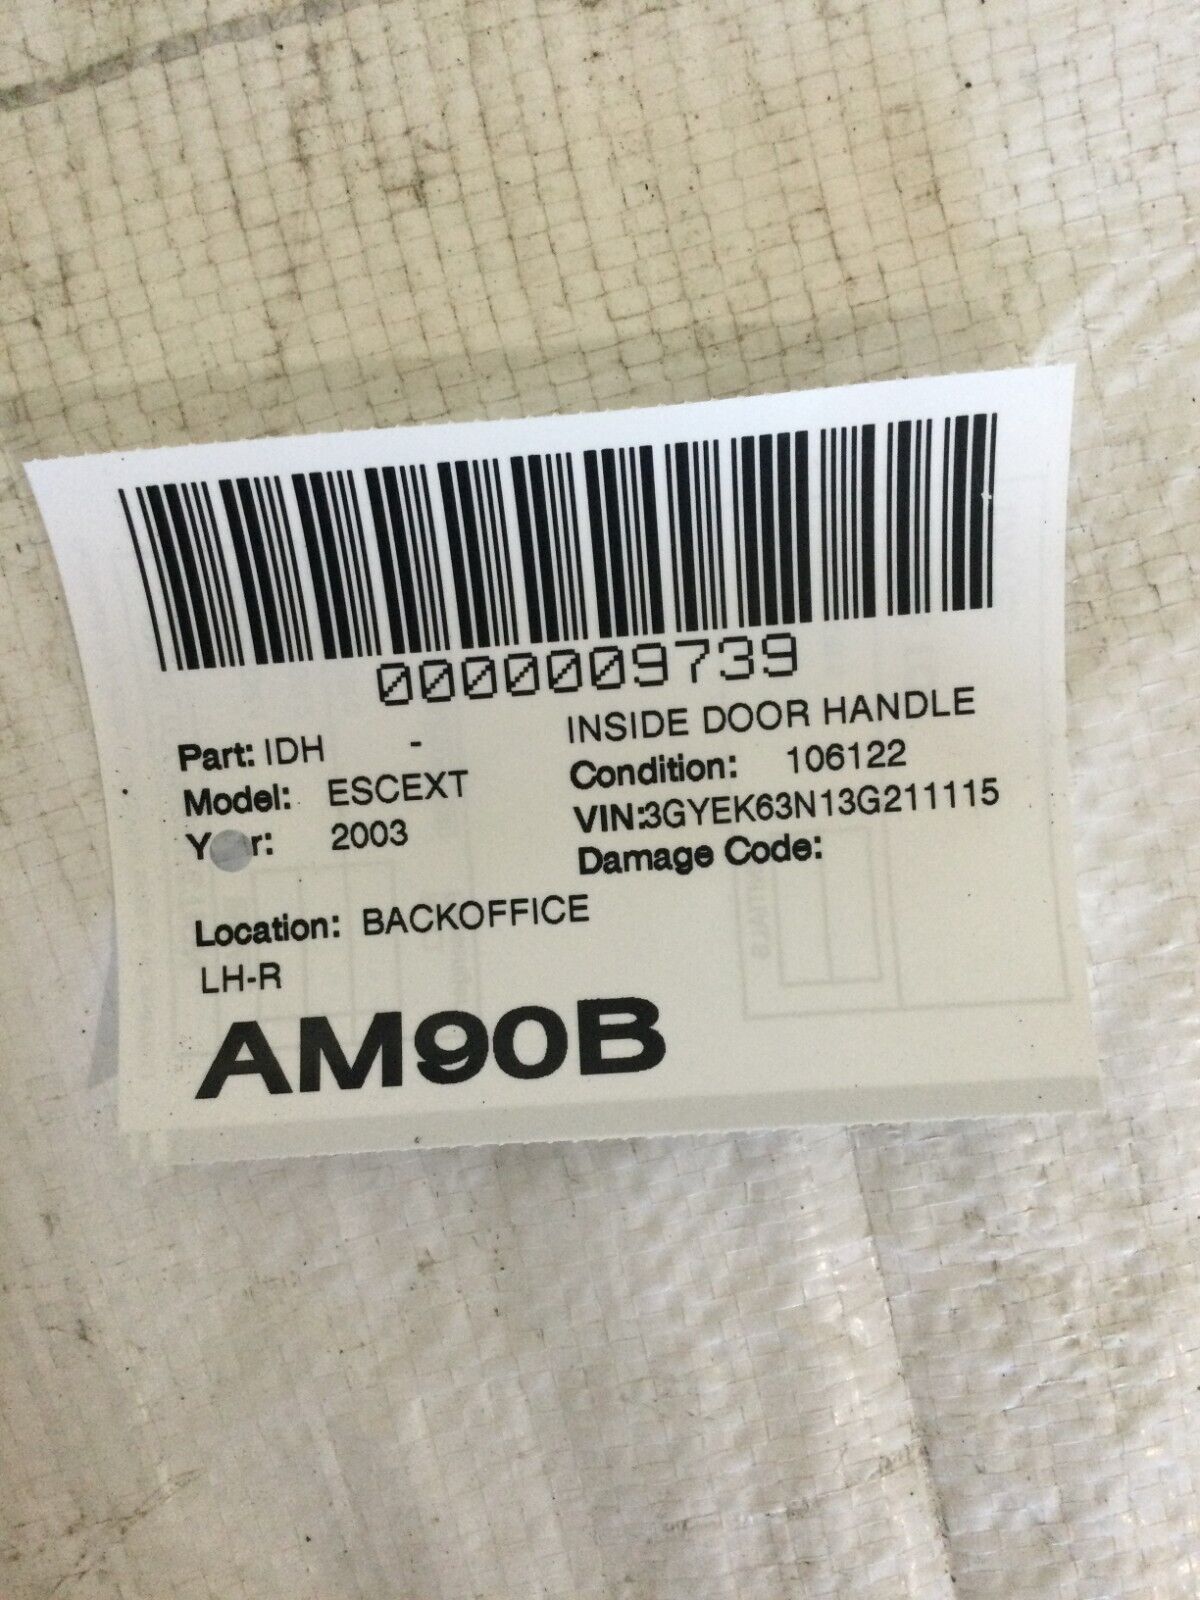 0000009739
Part: IDH - INSIDE DOOR HANDLE
Model: ESCEXT Condition: 106122
Y r: 2003 VIN:3GYEK63N13G211115
Damage Code:
Location: BACKOFFICE
LH-R
AM90B